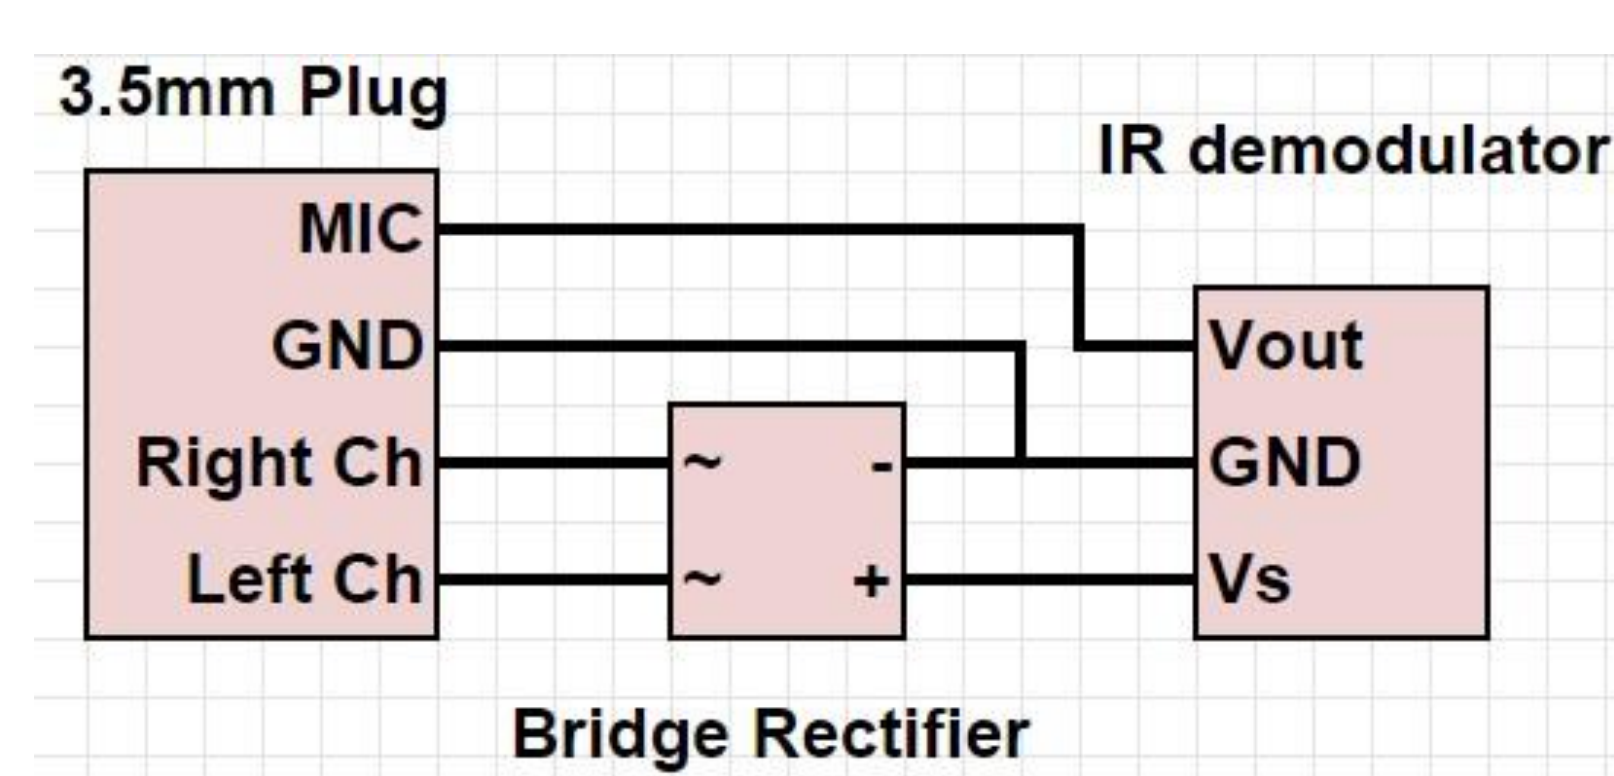 3.5mm Plug
IR demodulator
MIC
GND
Right Ch
Left Ch
~ -
~ +
Vout
GND
Vs
Bridge Rectifier